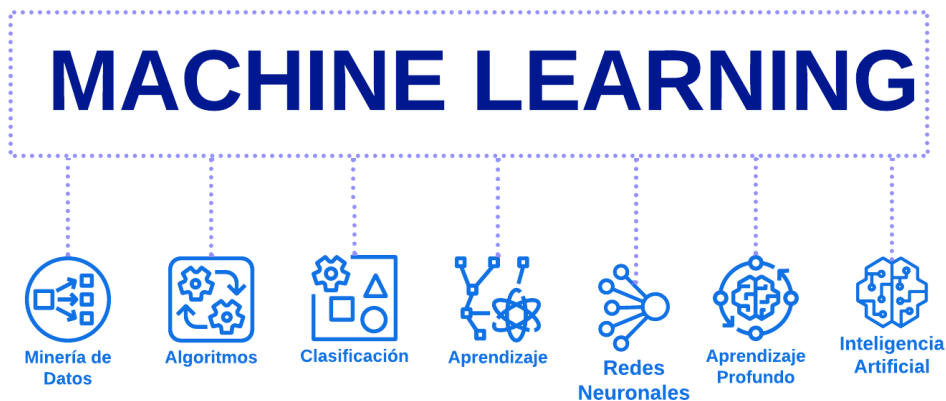 MACHINE LEARNING
Minería de
Datos
Algoritmos
Clasificación
Aprendizaje
Redes
Neuronales
Aprendizaje
Profundo
Inteligencia
Artificial